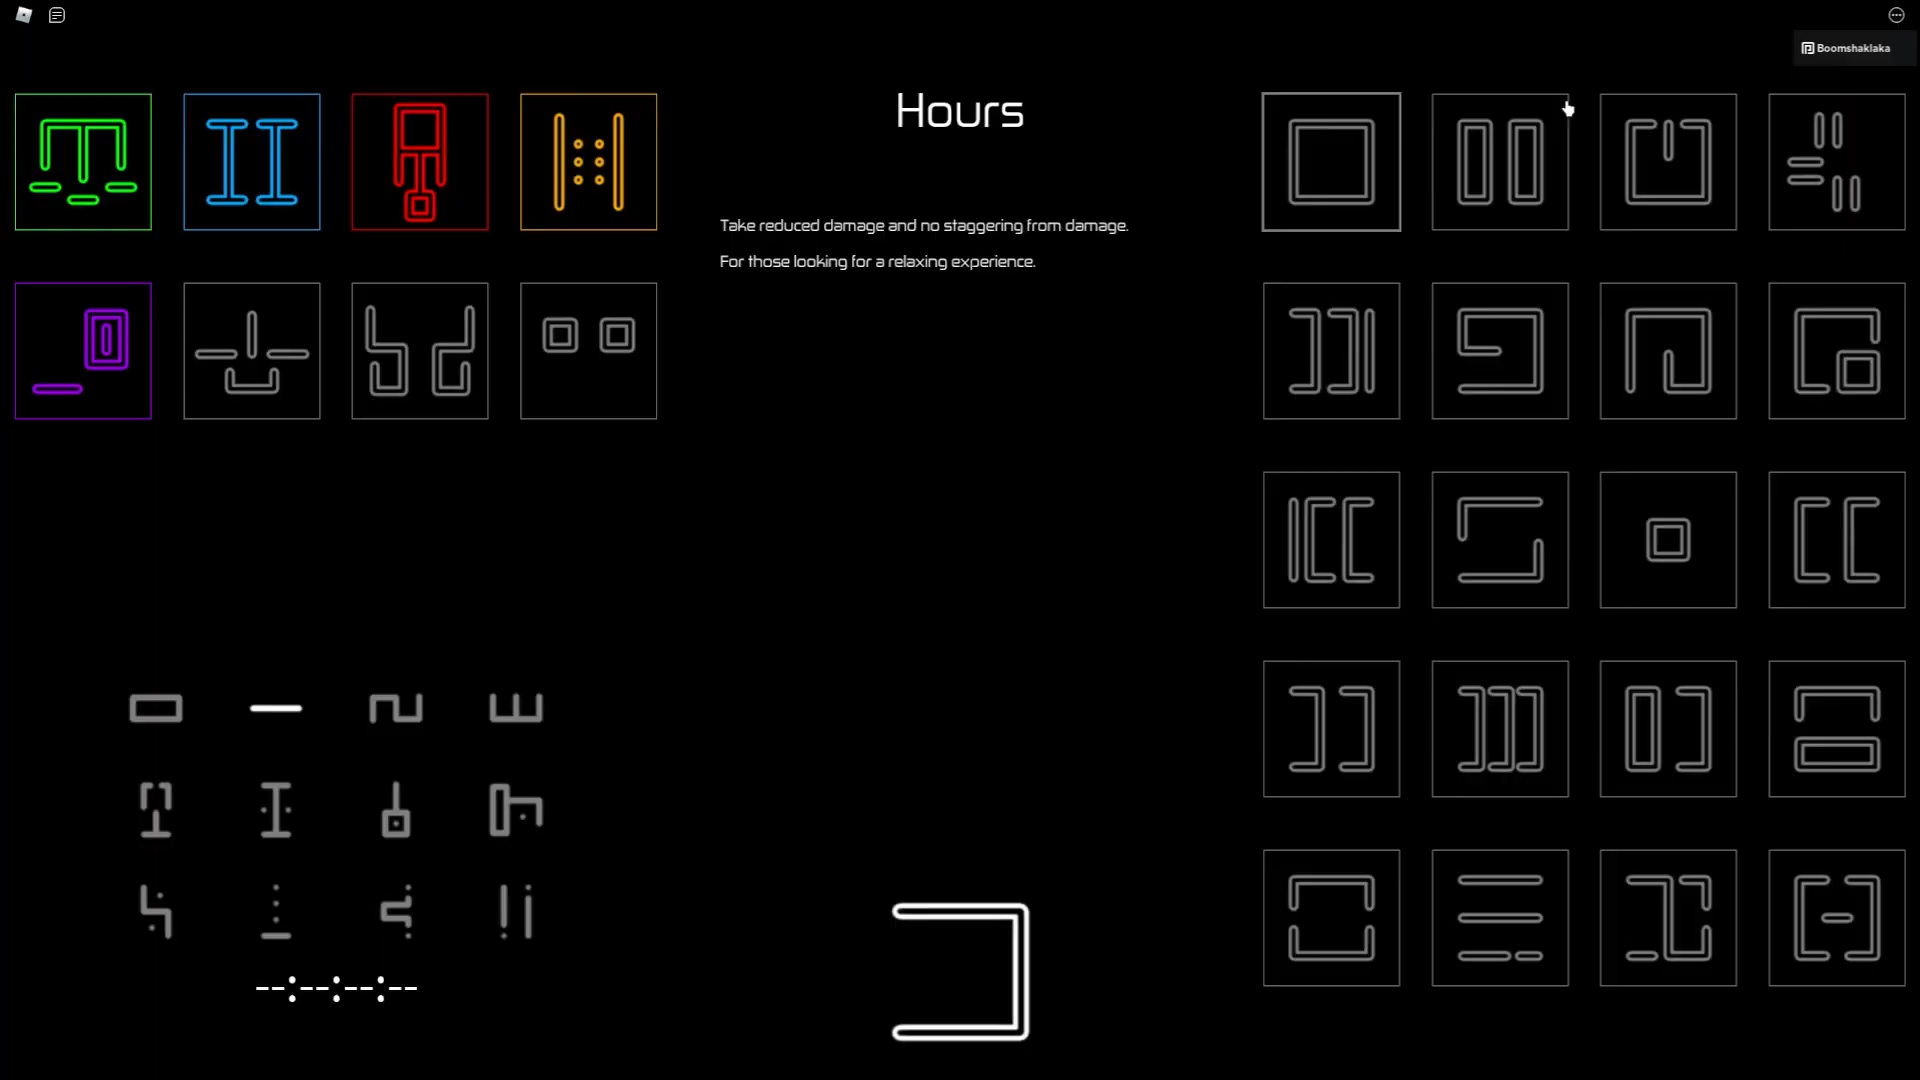 Boomshaklaka
Hours
Take reduced damage and no staggering from damage.
For those looking for a relaxing experience.
--:--:--:--